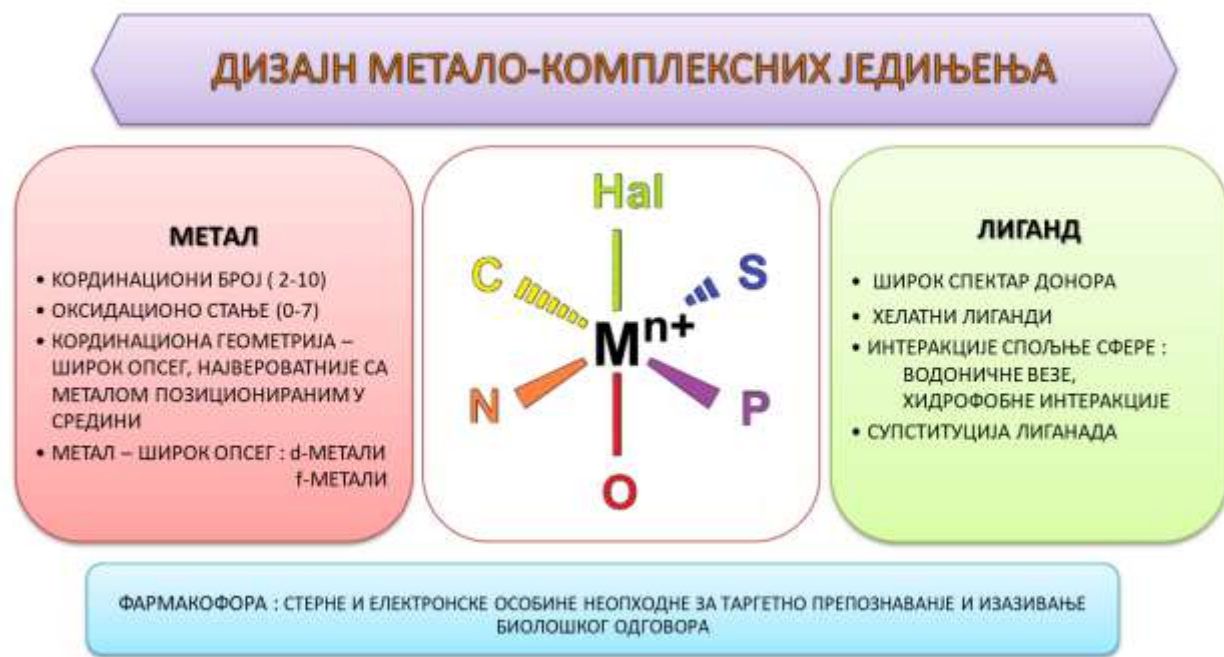 ДИЗАЈН МЕТАЛО-КОМПЛЕКСНИХ ЈЕДИЊЕЊА
МЕТАЛ
• КОРДИНАЦИОНИ БРОЈ ( 2-10)
• ОКСИДАЦИОНО СТАЊЕ (0-7)
• КОРДИНАЦИОНА ГЕОМЕТРИЈА –
ШИРОК ОПСЕГ, НАЈВЕРОВАТНИЈЕ СА
МЕТАЛОМ ПОЗИЦИОНИРАНИМ У
СРЕДИНИ
• МЕТАЛ – ШИРОК ОПСЕГ : d-МЕТАЛИ
f-МЕТАЛИ
Hal
C
S
Mn+
N
P
O
ЛИГАНД
• ШИРОК СПЕКТАР ДОНОРА
• ХЕЛАТНИ ЛИГАНДИ
• ИНТЕРАКЦИЈЕ СПОЉЊЕ СФЕРЕ :
ВОДОНИЧНЕ ВЕЗЕ,
ХИДРОФОБНЕ ИНТЕРАКЦИЈЕ
• СУПСТИТУЦИЈА ЛИГАНАДА
ФАРМАКОФОРА : СТЕРНЕ И ЕЛЕКТРОНСКЕ ОСОБИНЕ НЕОПХОДНЕ ЗА ТАРГЕТНО ПРЕПОЗНАВАЊЕ И ИЗАЗИВАЊЕ
БИОЛОШКОГ ОДГОВОРА